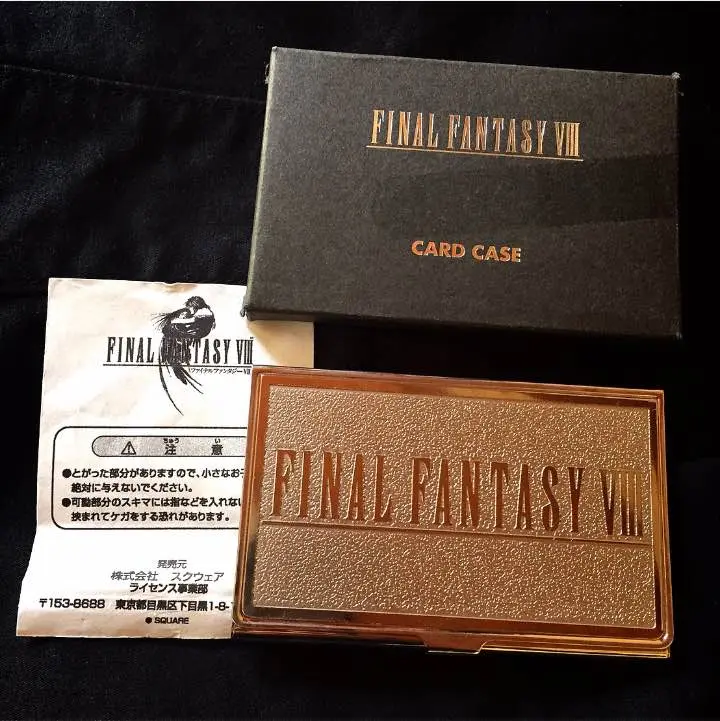 FINAL FANTASY VIII
CARD CASE
FINAL FANTASY VIII
ファイナルファンタジーVIII
ちゅう い
注 意
●とがった部分がありますので、小さなお子
絶対に与えないでください。
●可動部分のスキマには指などを入れない
挟まれてケガをする恐れがあります。
発売元
株式会社 スクウェア
ライセンス事業部
〒153-8688 東京都目黒区下目黒1-8-
● SQUARE
FINAL FANTASY VIII